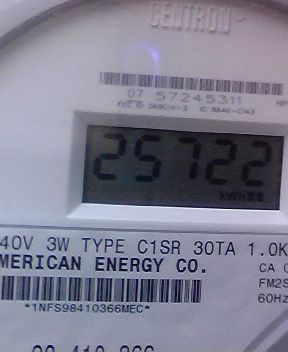 CENTRON®
07 57245311
25722
kWh
40V 3W TYPE C1SR 30TA 1.0K
MERICAN ENERGY CO.
CA
FM2S
60Hz
*1NFS98410366MEC*